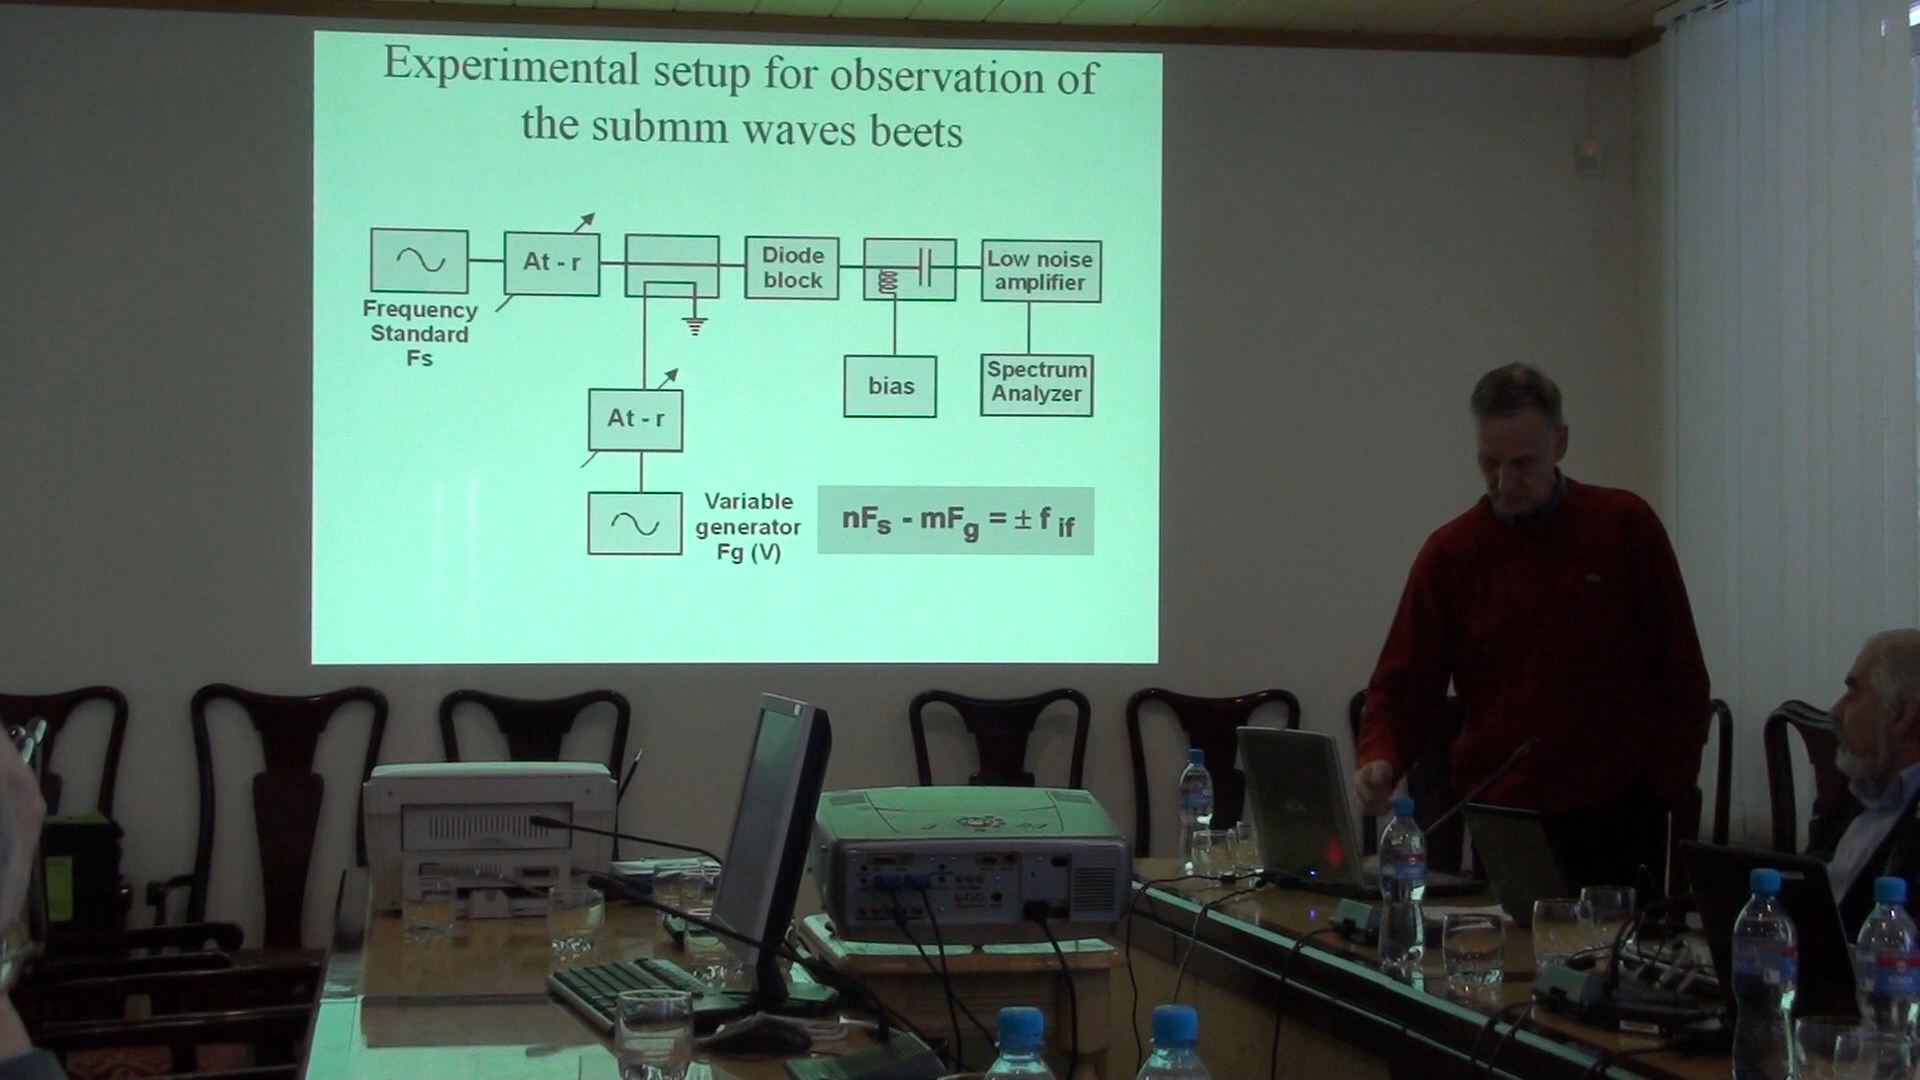 Experimental setup for observation of
the submm waves beets
At - r
Diode
block
Low noise
amplifier
Frequency
Standard
Fs
bias
Spectrum
Analyzer
At - r
Variable
generator
Fg (V)
nFs - mFg = ± f if